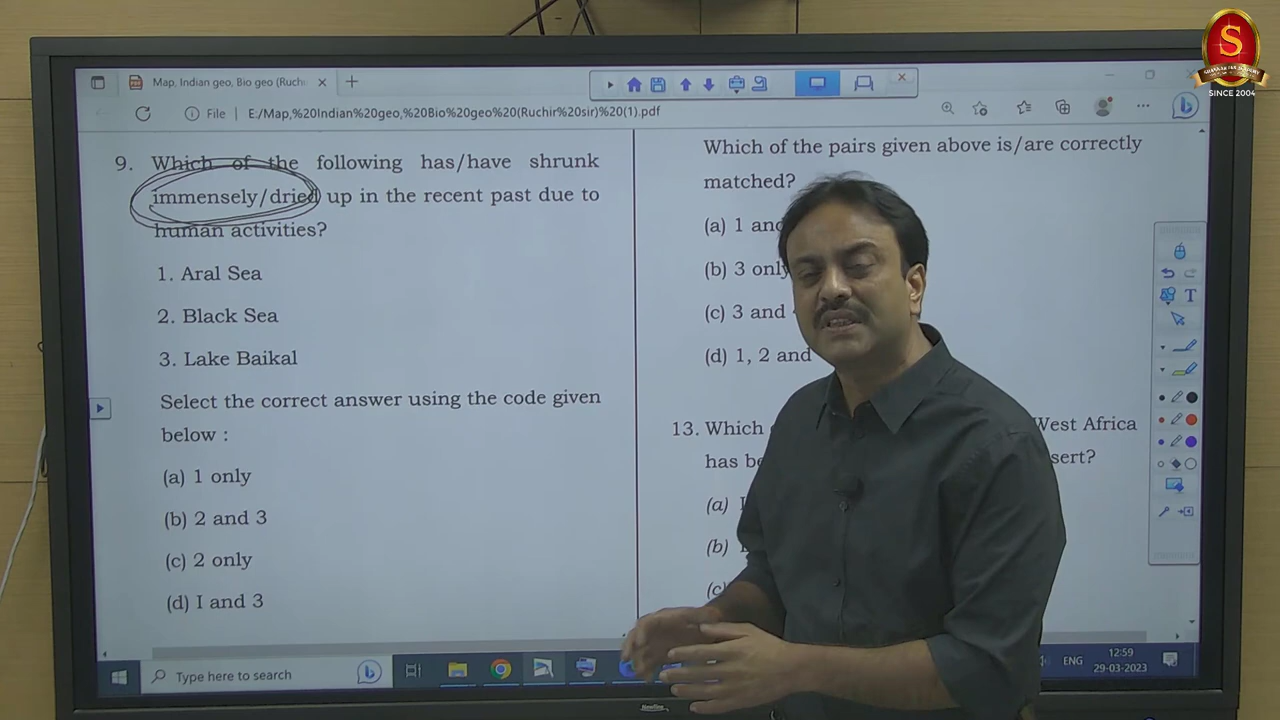 S
SINCE 2004
Map, Indian geo, Bio geo (Ruchi
File
E:/Map,%20Indian%20geo,%20Bio%20geo%20(Ruchir%20sir)%20(1).pdf
9. Which of the following has/have shrunk
immensely/dried up in the recent past due to
human activities?
1. Aral Sea
2. Black Sea
3. Lake Baikal
Select the correct answer using the code given
below :
(a) 1 only
(b) 2 and 3
(c) 2 only
(d) I and 3
Which of the pairs given above is/are correctly
matched?
(a) 1 and
(b) 3 only
(c) 3 and
(d) 1, 2 and
13. Which West Africa
has be sert?
(a)
(b)
(c)
T
Type here to search
ENG
12:59
29-03-2023
NewLine